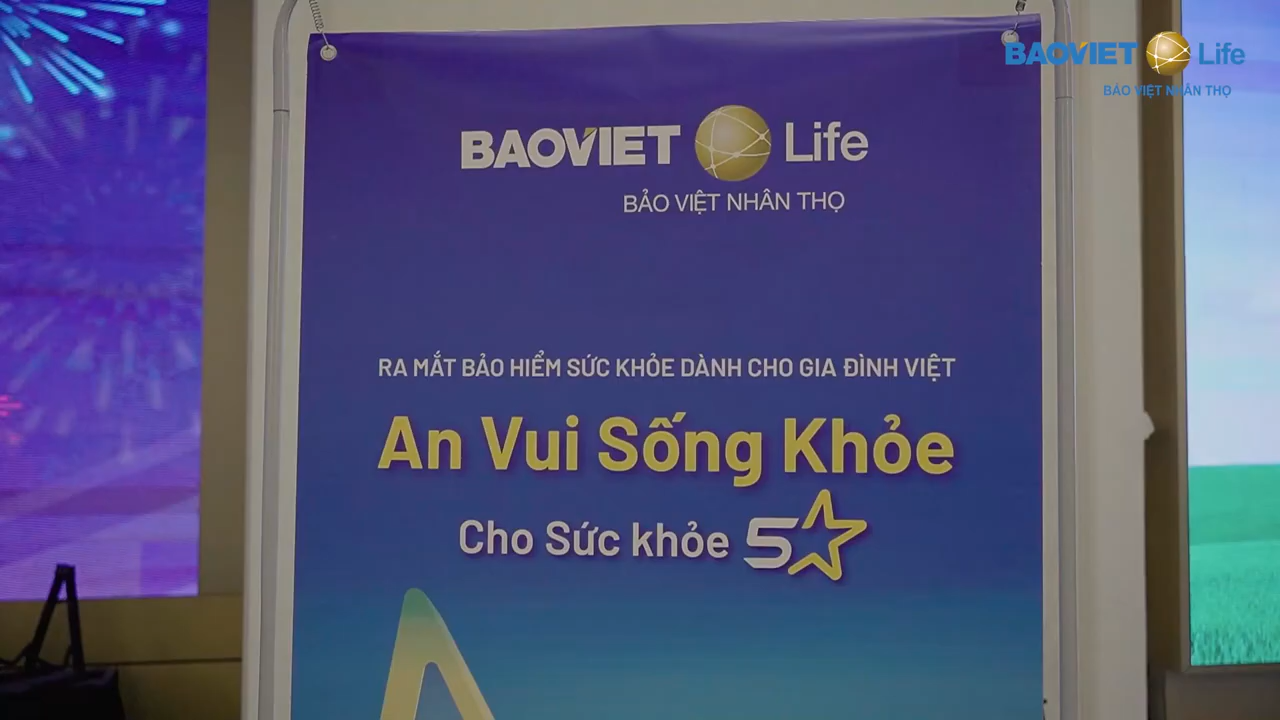 BAOVIET Life
BẢO VIỆT NHÂN THỌ
BAOVIET Life
BẢO VIỆT NHÂN THỌ
RA MẮT BẢO HIỂM SỨC KHỎE DÀNH CHO GIA ĐÌNH VIỆT
An Vui Sống Khỏe
Cho Sức khỏe 5